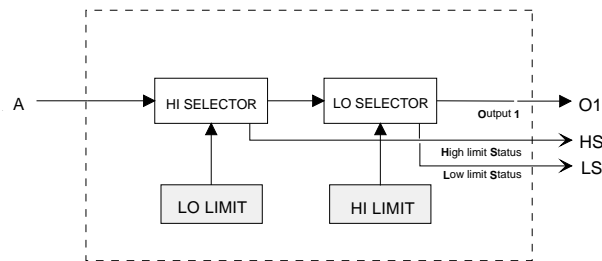 A
HI SELECTOR
LO SELECTOR
Output 1
O1
High limit Status
HS
Low limit Status
LS
LO LIMIT
HI LIMIT